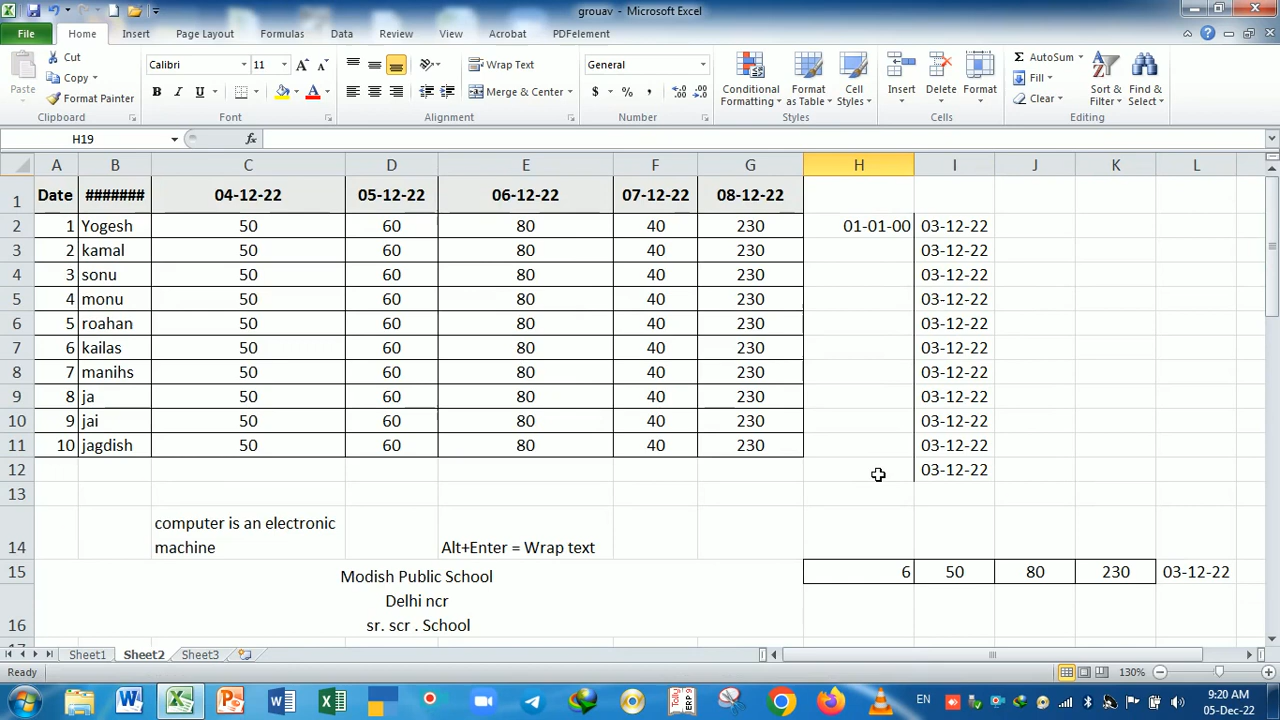 grouav - Microsoft Excel
File Home Insert Page Layout Formulas Data Review View Acrobat PDFelement
Cut
Copy
Format Painter
Paste
Clipboard
Calibri 11
B I U
Font
Wrap Text
Merge & Center
Alignment
General
$ % ,
Number
Conditional Formatting
Format as Table
Cell Styles
Styles
Insert Delete Format
Cells
AutoSum
Fill
Clear
Sort & Filter
Find & Select
Editing
H19 fx
A B C D E F G H I J K L
1 Date ####### 04-12-22 05-12-22 06-12-22 07-12-22 08-12-22
2 1 Yogesh 50 60 80 40 230 01-01-00 03-12-22
3 2 kamal 50 60 80 40 230 03-12-22
4 3 sonu 50 60 80 40 230 03-12-22
5 4 monu 50 60 80 40 230 03-12-22
6 5 roahan 50 60 80 40 230 03-12-22
7 6 kailas 50 60 80 40 230 03-12-22
8 7 manihs 50 60 80 40 230 03-12-22
9 8 ja 50 60 80 40 230 03-12-22
10 9 jai 50 60 80 40 230 03-12-22
11 10 jagdish 50 60 80 40 230 03-12-22
12 03-12-22
13
computer is an electronic
14 machine Alt+Enter = Wrap text
15 Modish Public School 6 50 80 230 03-12-22
Delhi ncr
16 sr. scr . School
Sheet1 Sheet2 Sheet3
Ready 130%
EN 9:20 AM
05-Dec-22